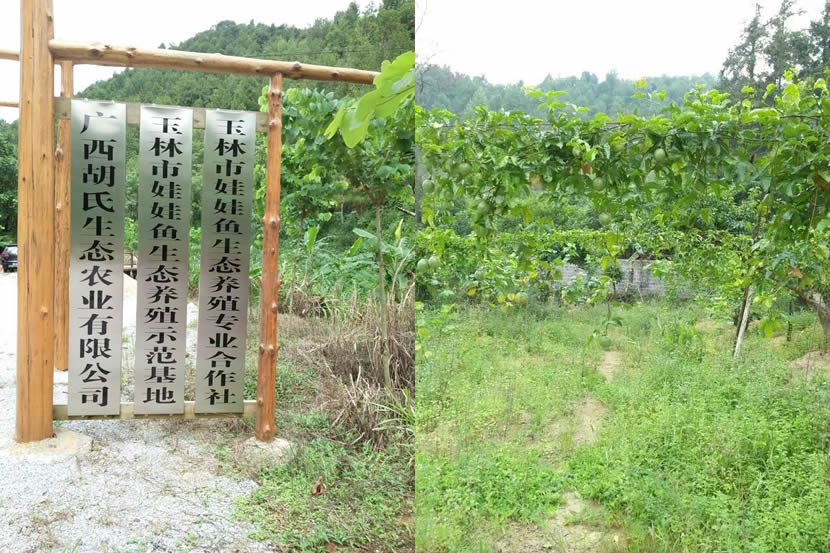 广西胡氏生态农业有限公司
玉林市娃娃鱼生态养殖示范基地
玉林市娃娃鱼生态养殖专业合作社